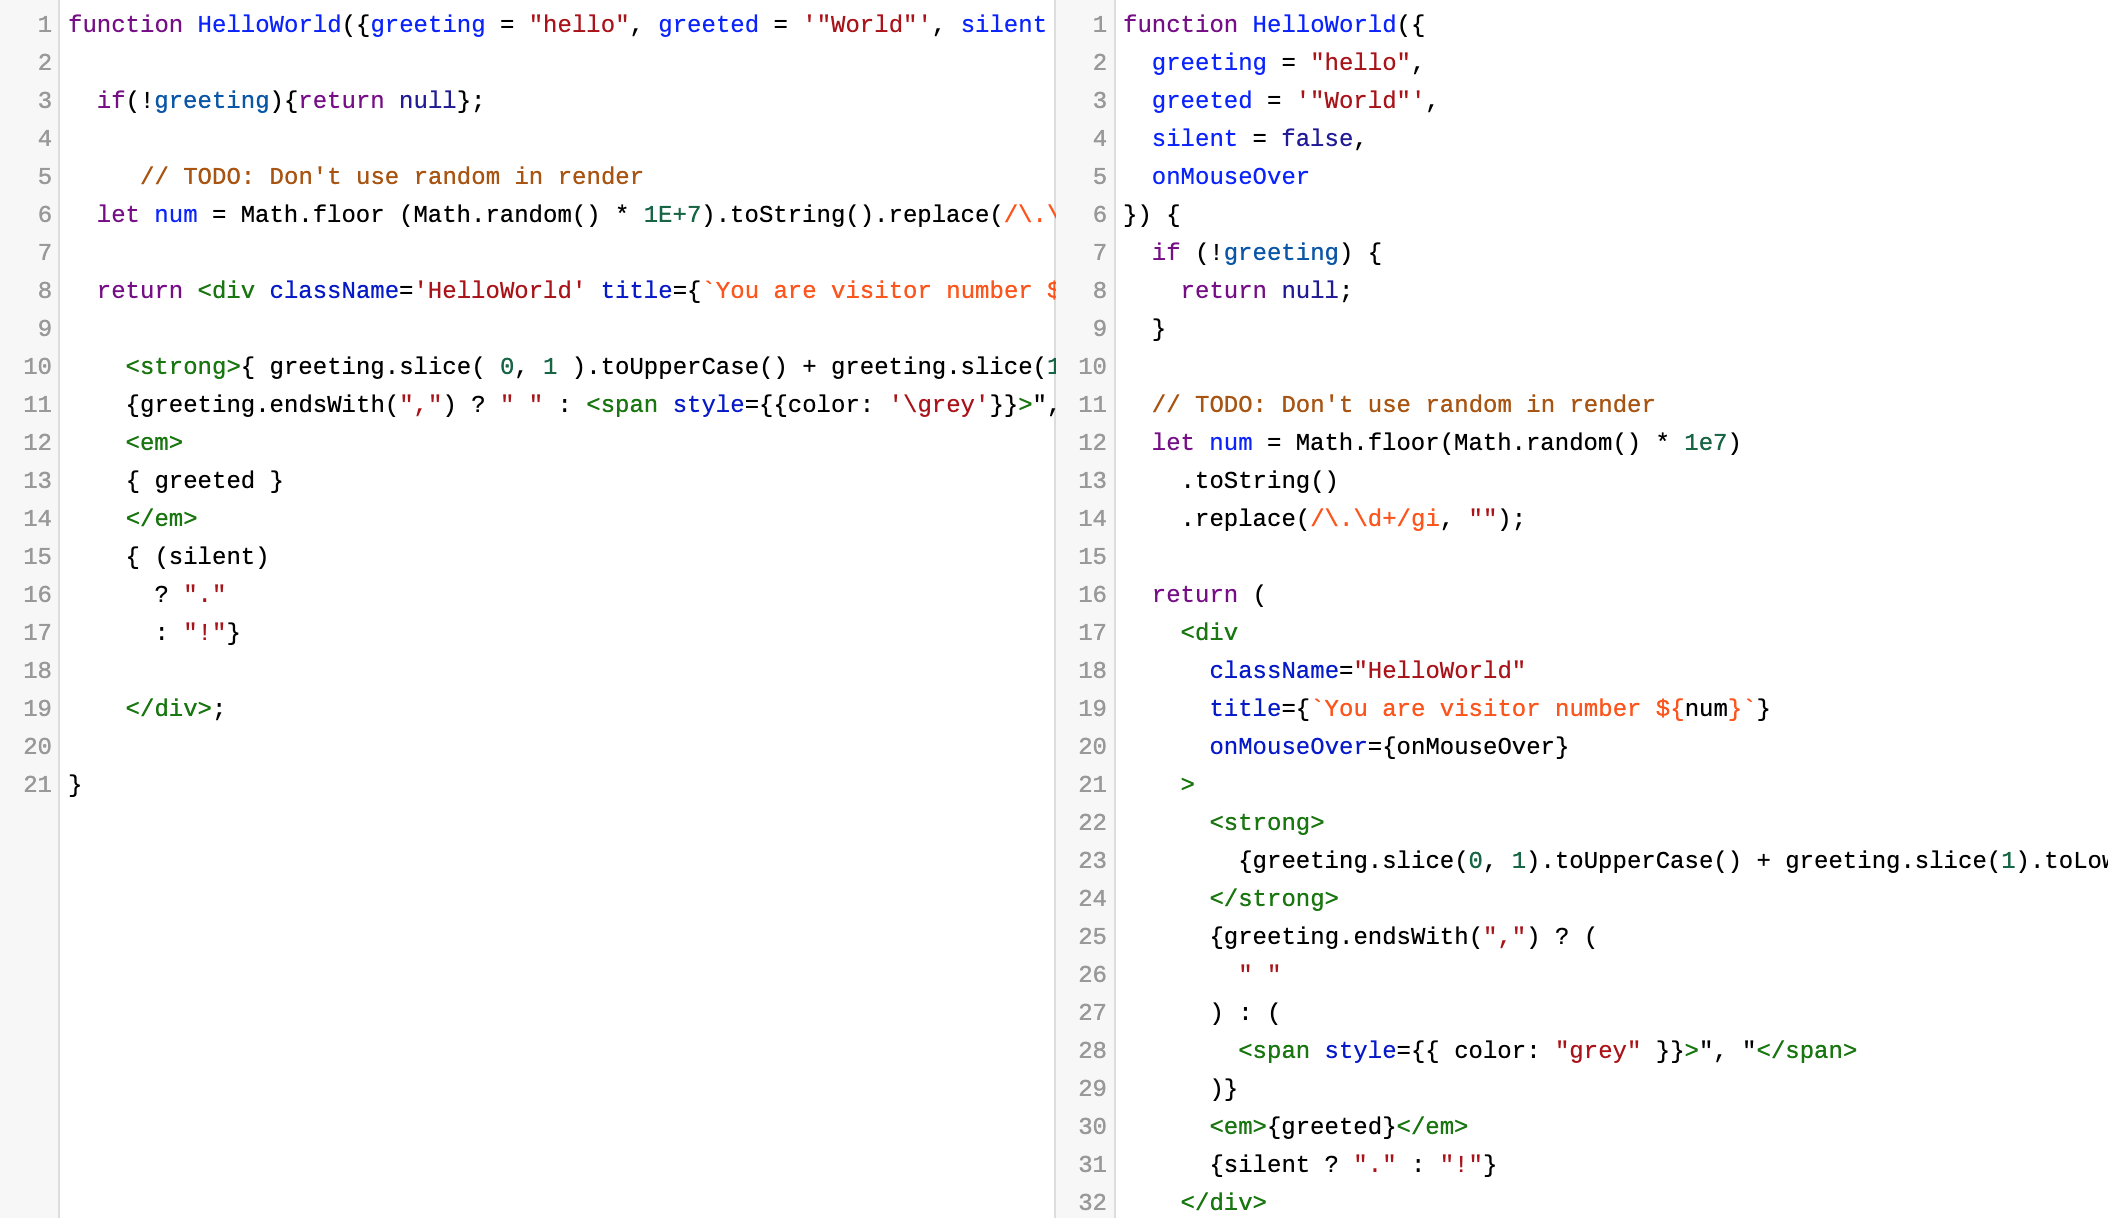 1 function HelloWorld({greeting = "hello", greeted = '"World"', silent
2
3   if(!greeting){return null};
4
5      // TODO: Don't use random in render
6   let num = Math.floor (Math.random() * 1E+7).toString().replace(/\.\
7
8   return <div className='HelloWorld' title={`You are visitor number $
9
10     <strong>{ greeting.slice( 0, 1 ).toUpperCase() + greeting.slice(1
11     {greeting.endsWith(",") ? " " : <span style={{color: '\grey'}}>",
12     <em>
13     { greeted }
14     </em>
15     { (silent)
16       ? "."
17       : "!"}
18
19     </div>;
20
21 }
1 function HelloWorld({
2   greeting = "hello",
3   greeted = '"World"',
4   silent = false,
5   onMouseOver
6 }) {
7   if (!greeting) {
8     return null;
9   }
10
11   // TODO: Don't use random in render
12   let num = Math.floor(Math.random() * 1e7)
13     .toString()
14     .replace(/\.\d+/gi, "");
15
16   return (
17     <div
18       className="HelloWorld"
19       title={`You are visitor number ${num}`}
20       onMouseOver={onMouseOver}
21     >
22       <strong>
23         {greeting.slice(0, 1).toUpperCase() + greeting.slice(1).toLow
24       </strong>
25       {greeting.endsWith(",") ? (
26         " "
27       ) : (
28         <span style={{ color: "grey" }}>", "</span>
29       )}
30       <em>{greeted}</em>
31       {silent ? "." : "!"}
32     </div>